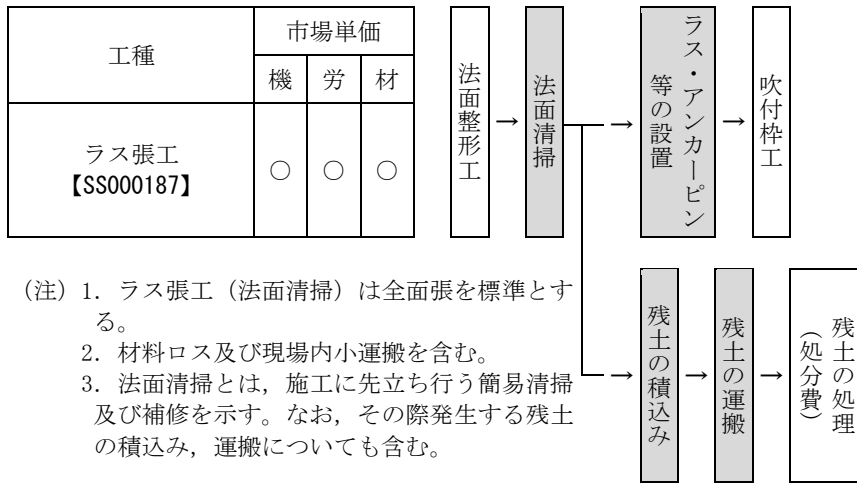 工種
市場単価
機 労 材
ラス張工
【SS000187】
○ ○ ○
法面整形工
→
法面清掃
→
ラス・アンカーピン
等の設置
→
吹付枠工
→
残土の積込み
→
残土の運搬
→
残土の処理
（処分費）
（注）1．ラス張工（法面清掃）は全面張を標準とす
る。
2．材料ロス及び現場内小運搬を含む。
3．法面清掃とは，施工に先立ち行う簡易清掃
及び補修を示す。なお，その際発生する残土
の積込み，運搬についても含む。